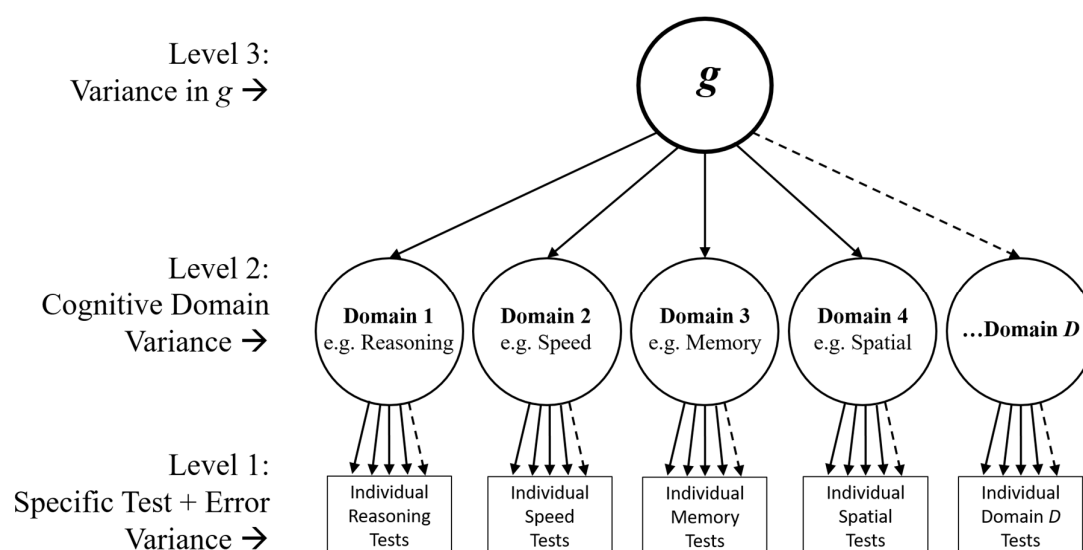 Level 3:
Variance in g →
g
Level 2:
Cognitive Domain
Variance →
Domain 1
e.g. Reasoning
Domain 2
e.g. Speed
Domain 3
e.g. Memory
Domain 4
e.g. Spatial
...Domain D
Level 1:
Specific Test + Error
Variance →
Individual
Reasoning
Tests
Individual
Speed
Tests
Individual
Memory
Tests
Individual
Spatial
Tests
Individual
Domain D
Tests